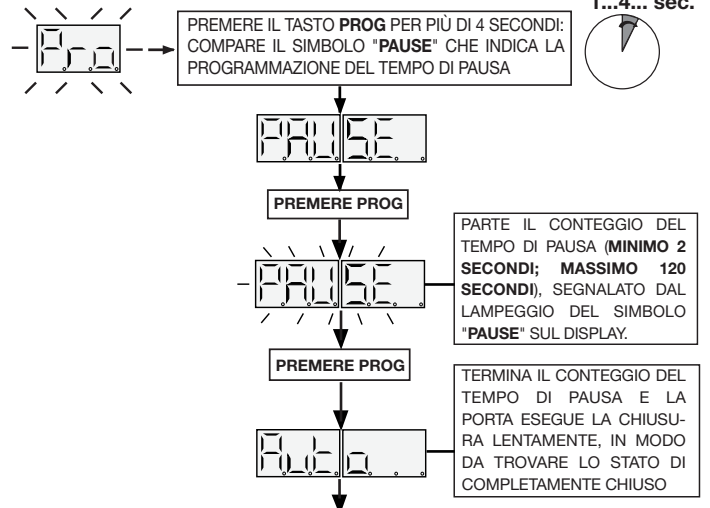 1...4... sec.
Pro
PREMERE IL TASTO PROG PER PIÙ DI 4 SECONDI:
COMPARE IL SIMBOLO "PAUSE" CHE INDICA LA
PROGRAMMAZIONE DEL TEMPO DI PAUSA
PAUSE
PREMERE PROG
PAUSE
PARTE IL CONTEGGIO DEL
TEMPO DI PAUSA (MINIMO 2
SECONDI; MASSIMO 120
SECONDI), SEGNALATO DAL
LAMPEGGIO DEL SIMBOLO
"PAUSE" SUL DISPLAY.
PREMERE PROG
Auto
TERMINA IL CONTEGGIO DEL
TEMPO DI PAUSA E LA
PORTA ESEGUE LA CHIUSU-
RA LENTAMENTE, IN MODO
DA TROVARE LO STATO DI
COMPLETAMENTE CHIUSO